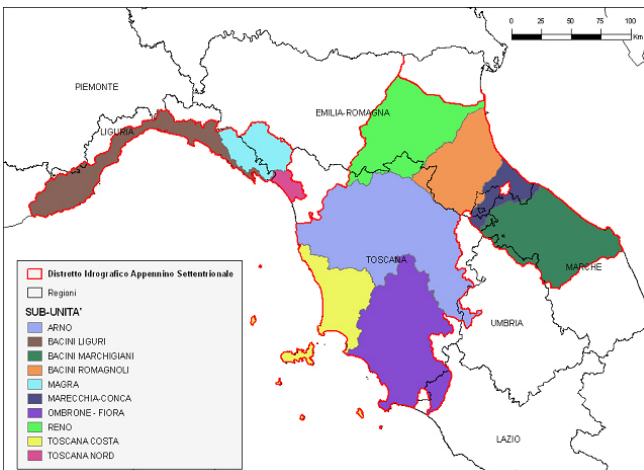 0 25 50 75 100
Km
PIEMONTE
EMILIA-ROMAGNA
LIGURIA
TOSCANA
MARCHE
UMBRIA
LAZIO
Distretto Idrografico Appennino Settentrionale
Regiani
SUB-UNITA'
ARNO
BACINI LIGURI
BACINI MARCHIGIANI
BACINI ROMAGNOLI
MAGRA
MARECCHIA-CONCA
OMBRONE - FIORA
RENO
TOSCANA COSTA
TOSCANA NORD